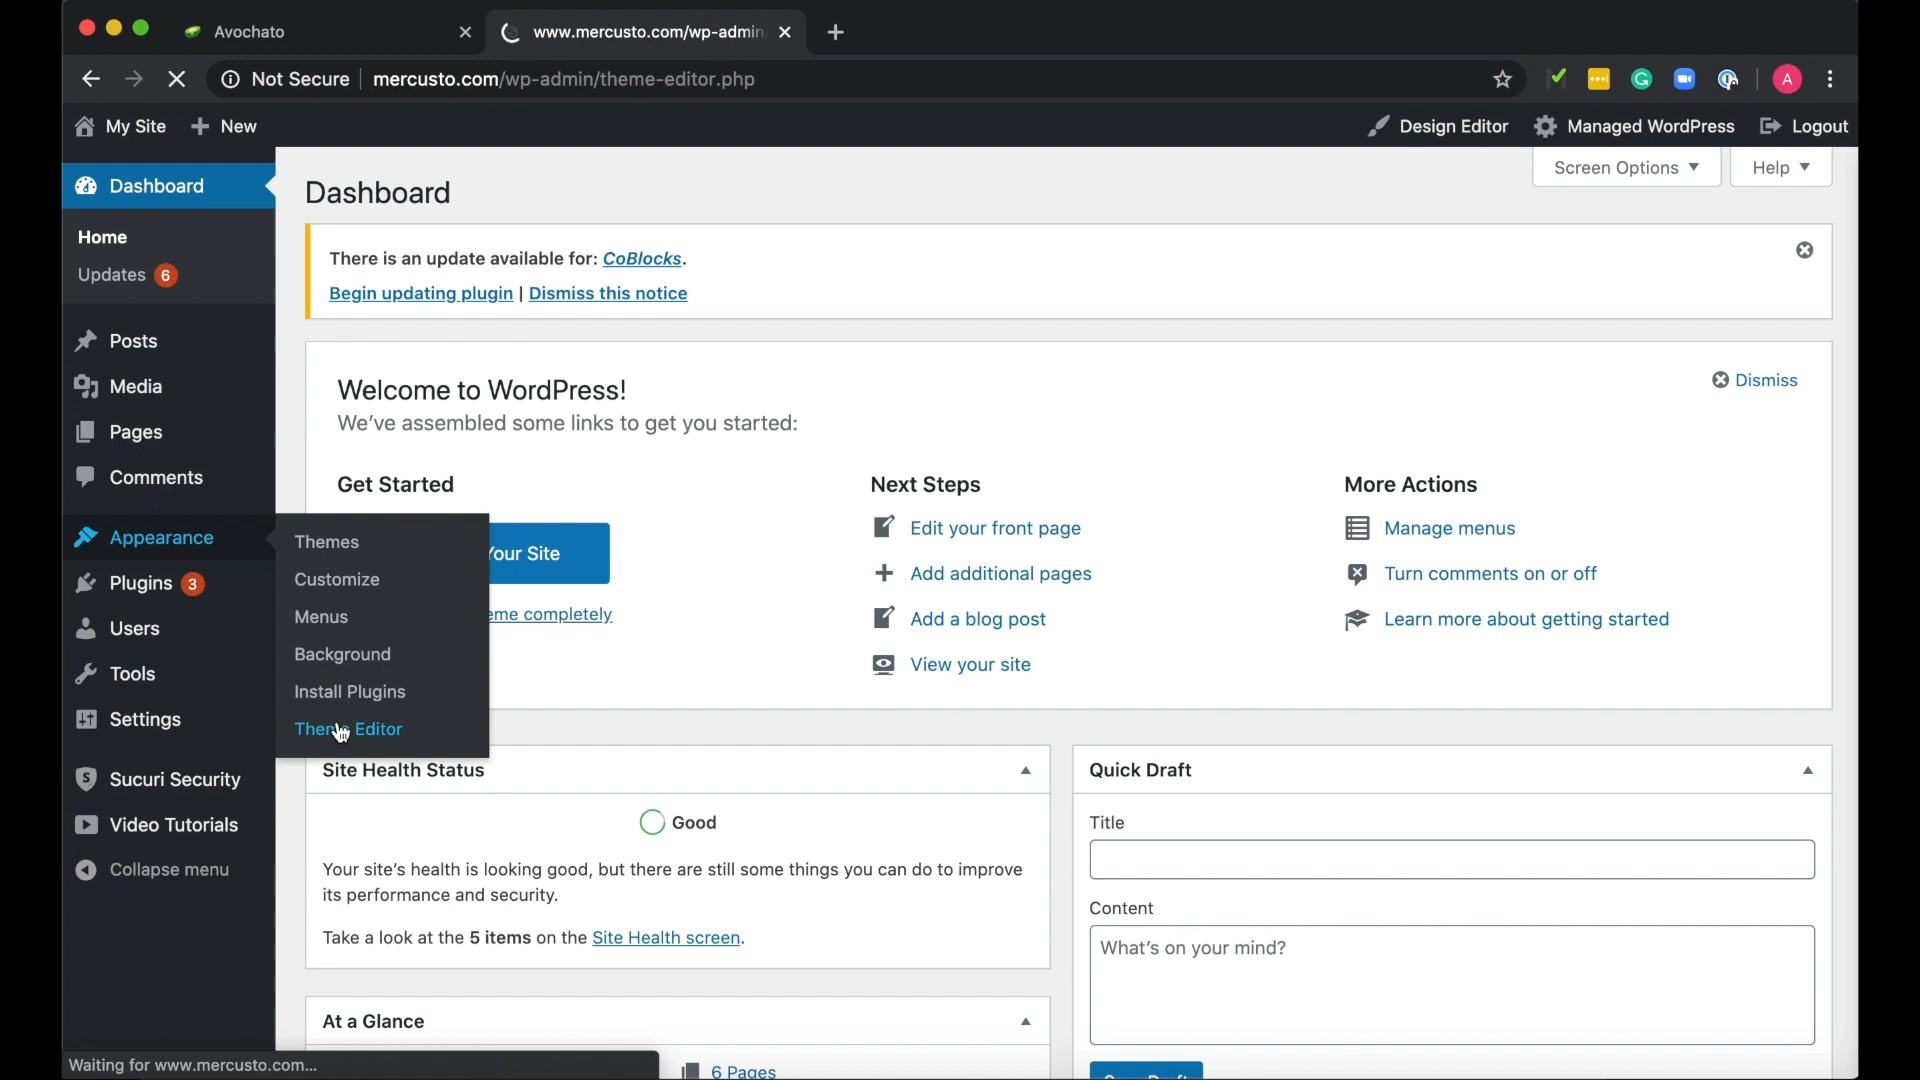 Avochato
www.mercusto.com/wp-admin
Not Secure
mercusto.com/wp-admin/theme-editor.php
A
My Site
New
Design Editor
Managed WordPress
Logout
Screen Options
Help
Dashboard
Home
Updates 6
Posts
Media
Pages
Comments
Appearance
Plugins 3
Users
Tools
Settings
Sucuri Security
Video Tutorials
Collapse menu
Themes
Customize
Menus
Background
Install Plugins
Theme Editor
Dashboard
There is an update available for: CoBlocks.
Begin updating plugin | Dismiss this notice
Welcome to WordPress!
Dismiss
We've assembled some links to get you started:
Get Started
Your Site
eme completely
Next Steps
Edit your front page
Add additional pages
Add a blog post
View your site
More Actions
Manage menus
Turn comments on or off
Learn more about getting started
Site Health Status
Good
Your site's health is looking good, but there are still some things you can do to improve
its performance and security.
Take a look at the 5 items on the Site Health screen.
At a Glance
6 Pages
Quick Draft
Title
Content
What's on your mind?
Waiting for www.mercusto.com...